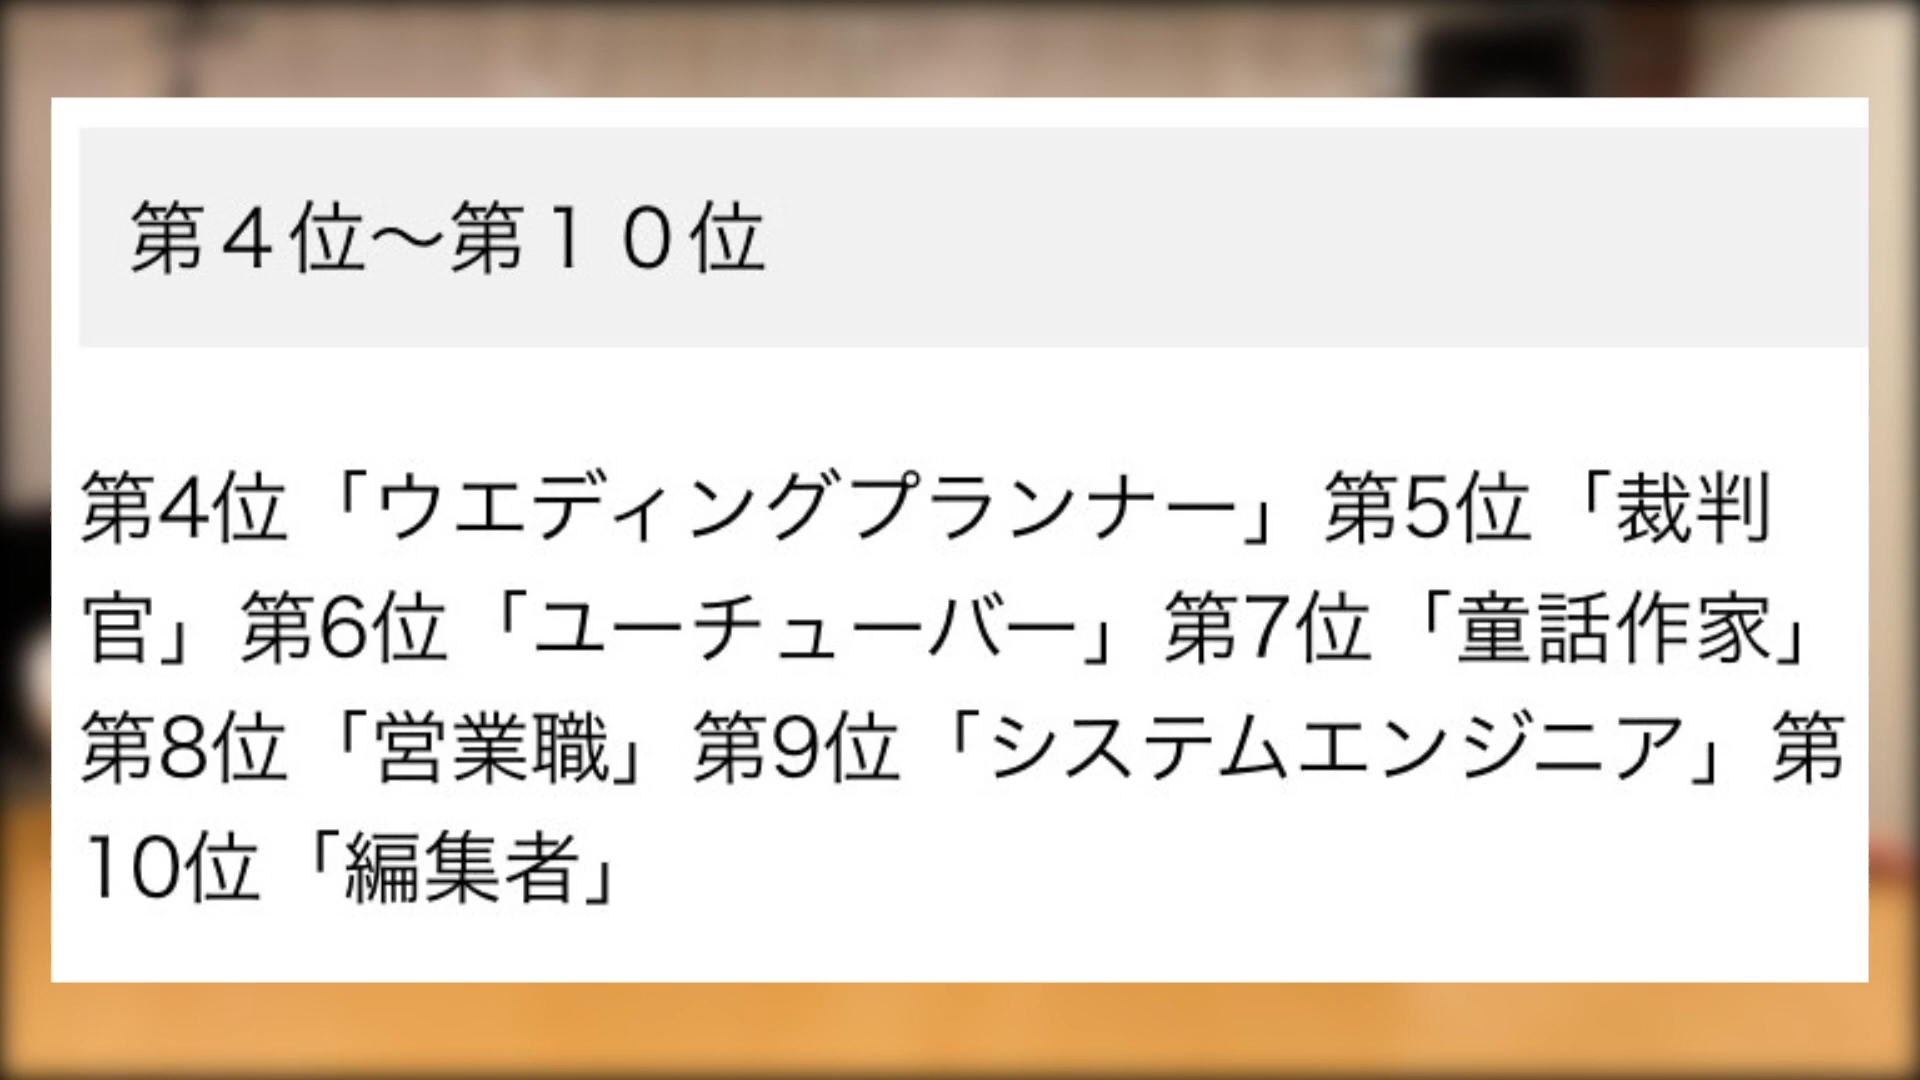 第４位～第１０位
第4位「ウエディングプランナー」第5位「裁判
官」第6位「ユーチューバー」第7位「童話作家」
第8位「営業職」第9位「システムエンジニア」第
10位「編集者」